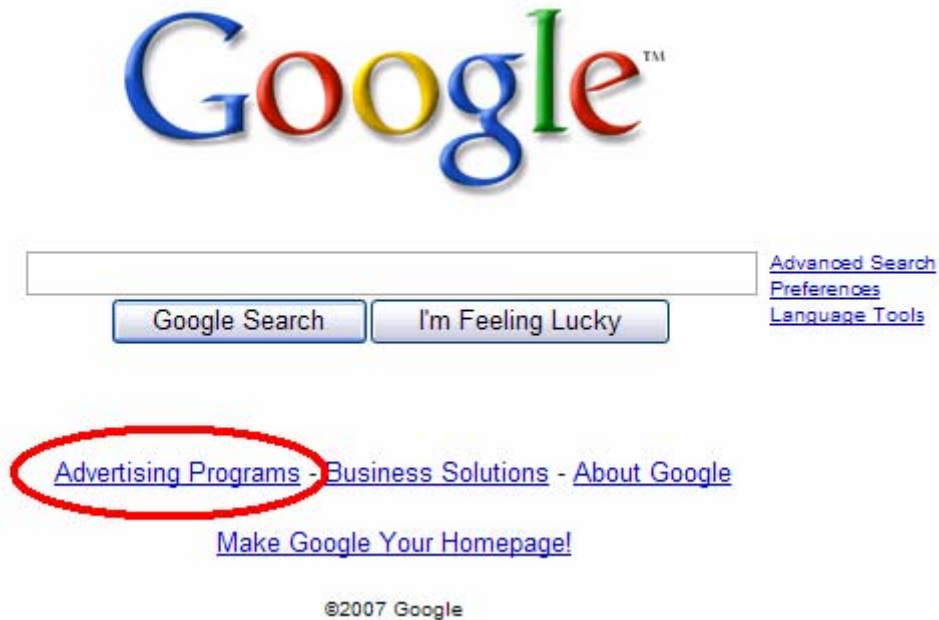 Google™
Advanced Search
Preferences
Language Tools
Google Search I'm Feeling Lucky
Advertising Programs - Business Solutions - About Google
Make Google Your Homepage!
©2007 Google